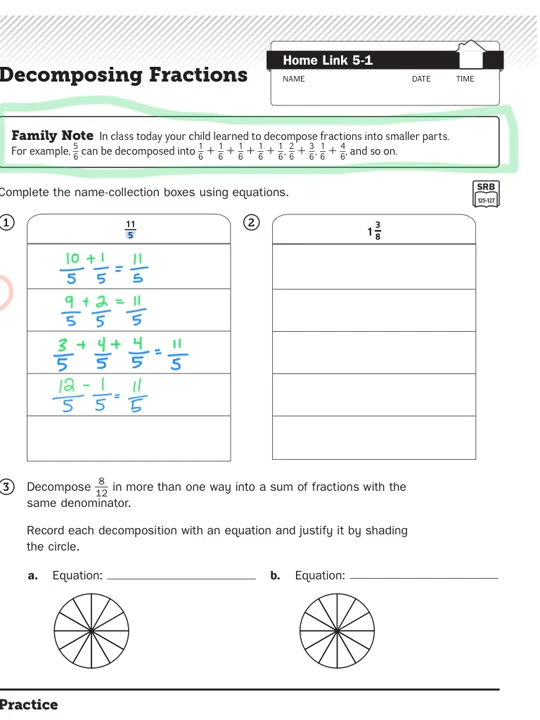 Home Link 5-1
Decomposing Fractions
NAME DATE TIME
Family Note In class today your child learned to decompose fractions into smaller parts.
For example, 5/6 can be decomposed into 1/6 + 1/6 + 1/6 + 1/6 + 1/6, 2/6 + 3/6, 1/6 + 4/6, and so on.
Complete the name-collection boxes using equations.
SRB
125-127
1 11/5
10/5 + 1/5 = 11/5
9/5 + 2/5 = 11/5
3/5 + 4/5 + 4/5 = 11/5
12/5 - 1/5 = 11/5
2 1 3/8
3 Decompose 8/12 in more than one way into a sum of fractions with the
same denominator.
Record each decomposition with an equation and justify it by shading
the circle.
a. Equation:
b. Equation:
Practice